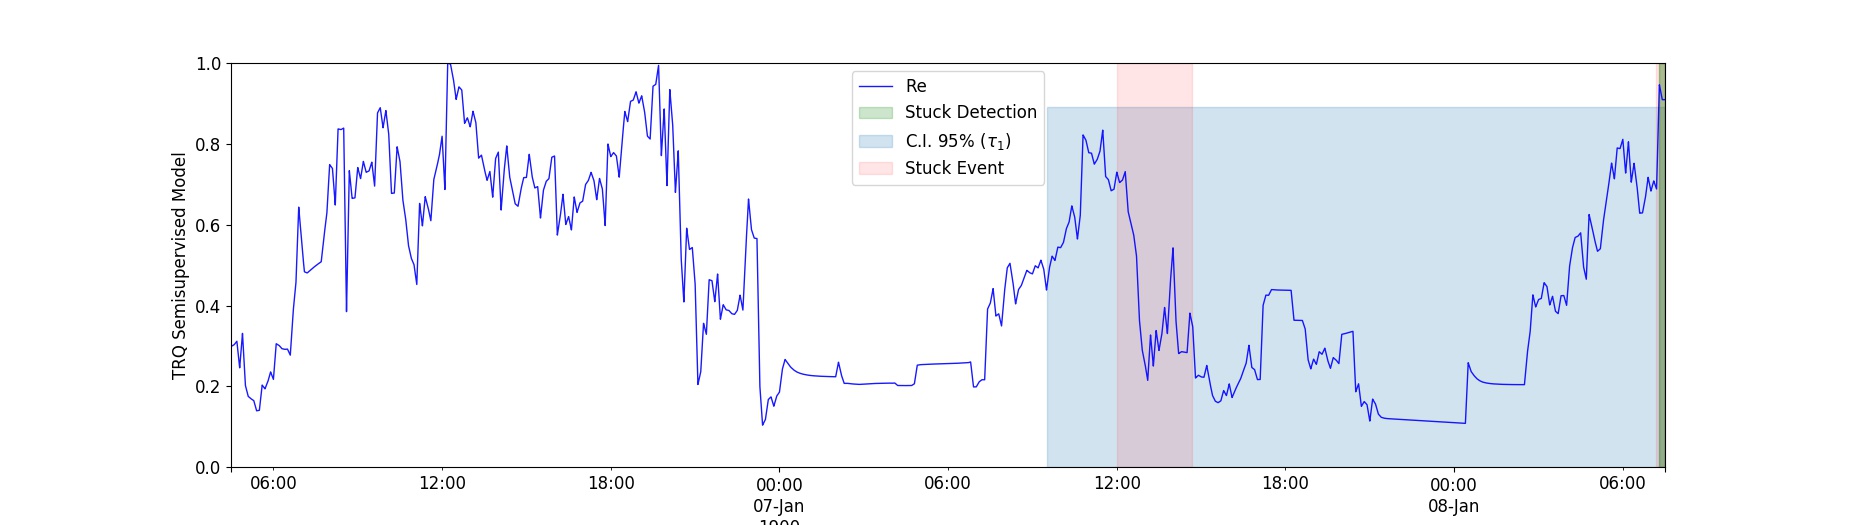 TRQ Semisupervised Model
1.0
0.8
0.6
0.4
0.2
0.0
Re
Stuck Detection
C.I. 95% (τ₁)
Stuck Event
06:00 12:00 18:00 00:00 06:00 12:00 18:00 00:00 06:00
07-Jan 08-Jan
1900